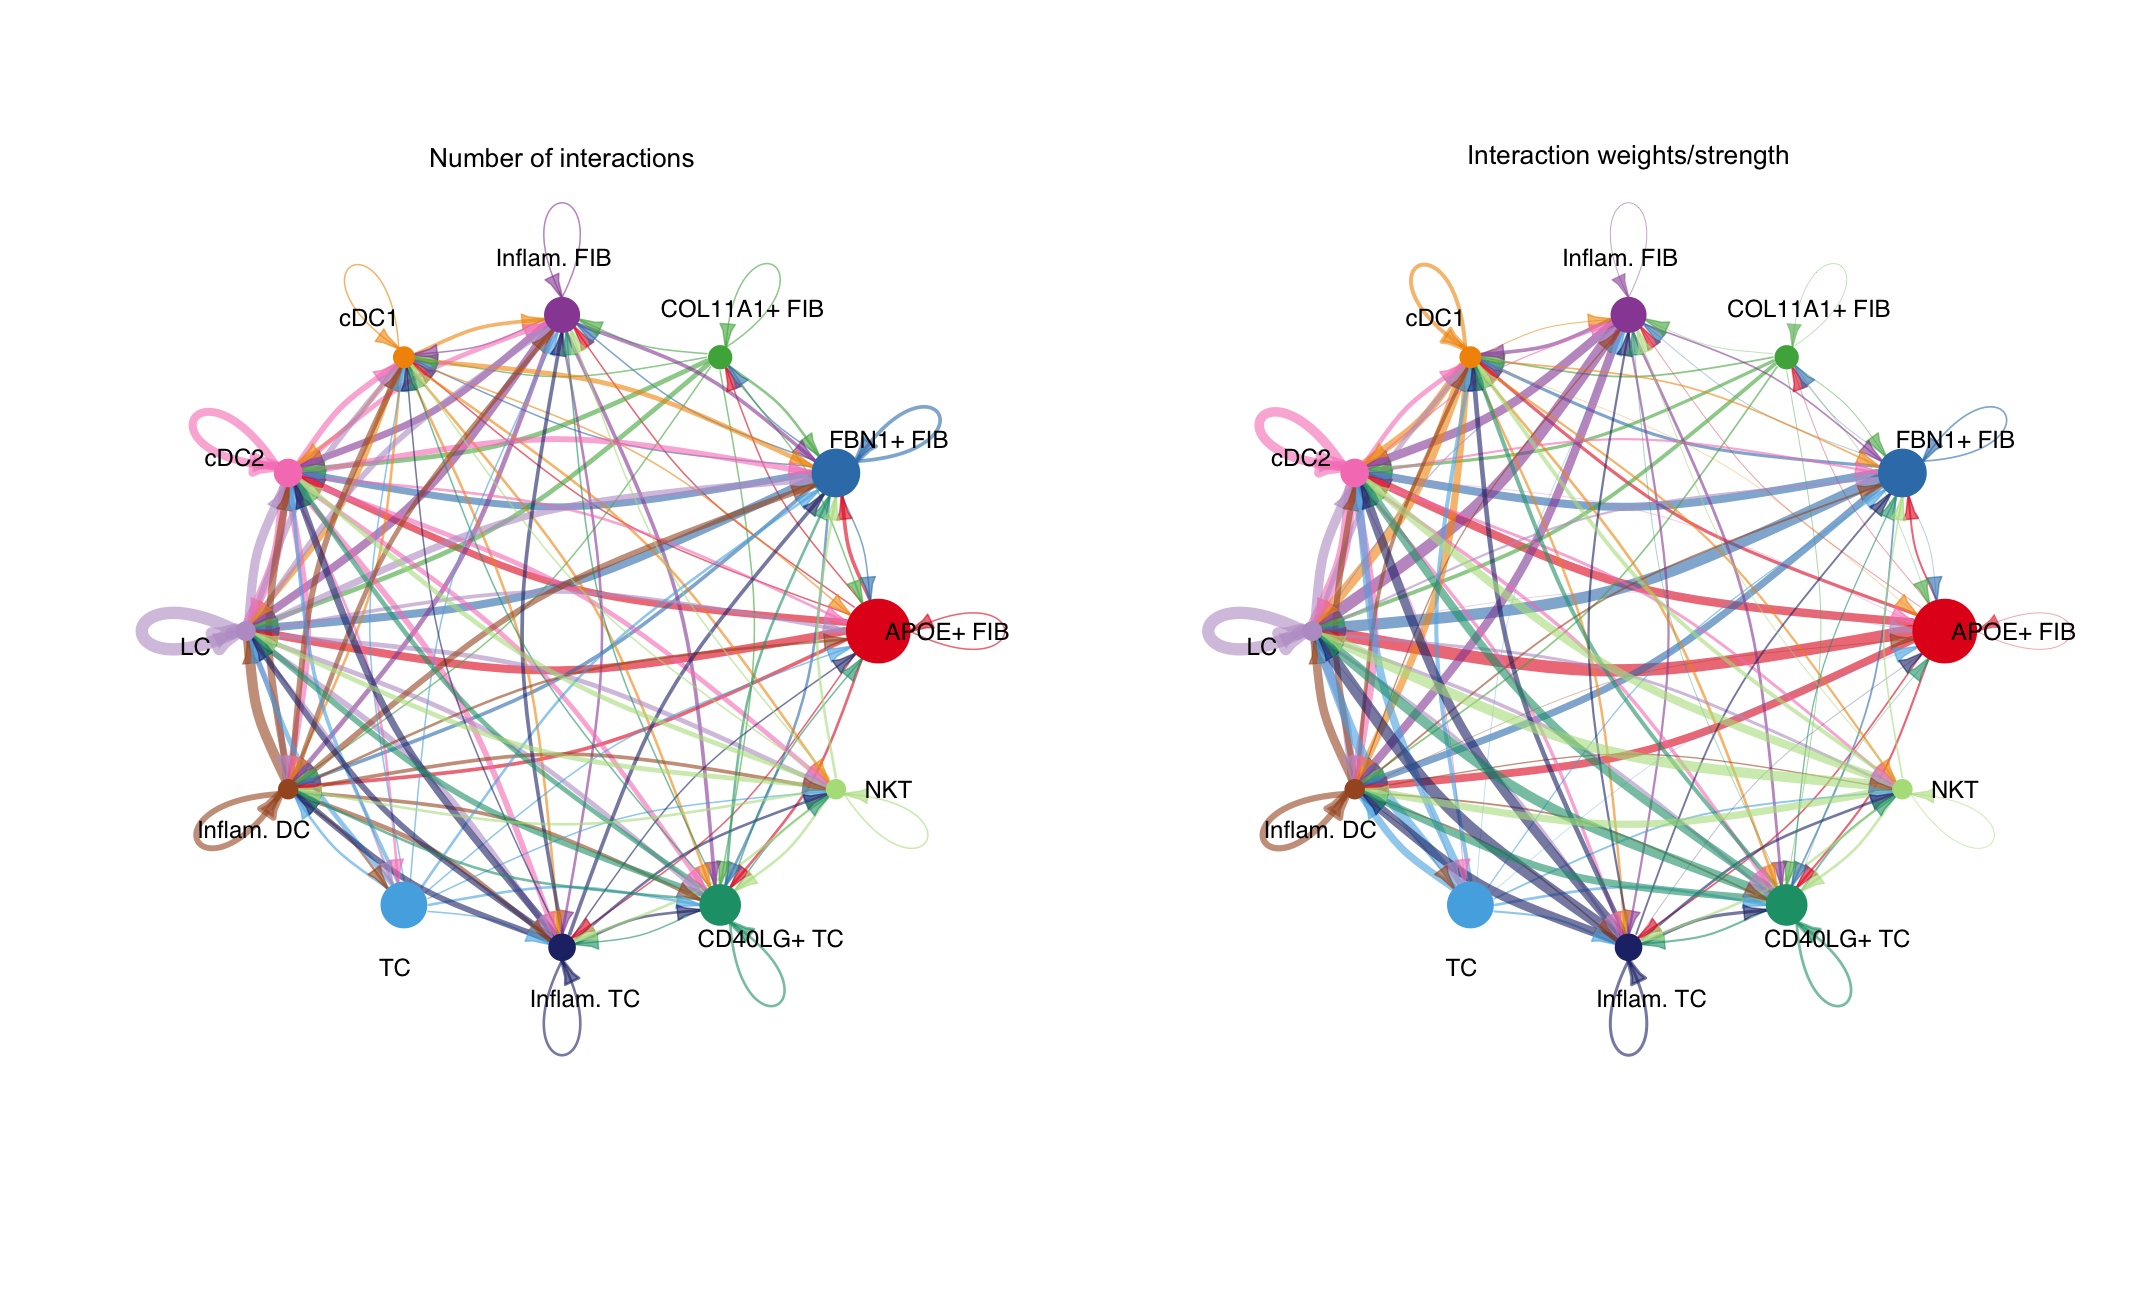 Number of interactions
Inflam. FIB
COL11A1+ FIB
cDC1
FBN1+ FIB
cDC2
APOE+ FIB
LC
NKT
Inflam. DC
CD40LG+ TC
TC
Inflam. TC
Interaction weights/strength
Inflam. FIB
COL11A1+ FIB
cDC1
FBN1+ FIB
cDC2
APOE+ FIB
LC
NKT
Inflam. DC
CD40LG+ TC
TC
Inflam. TC